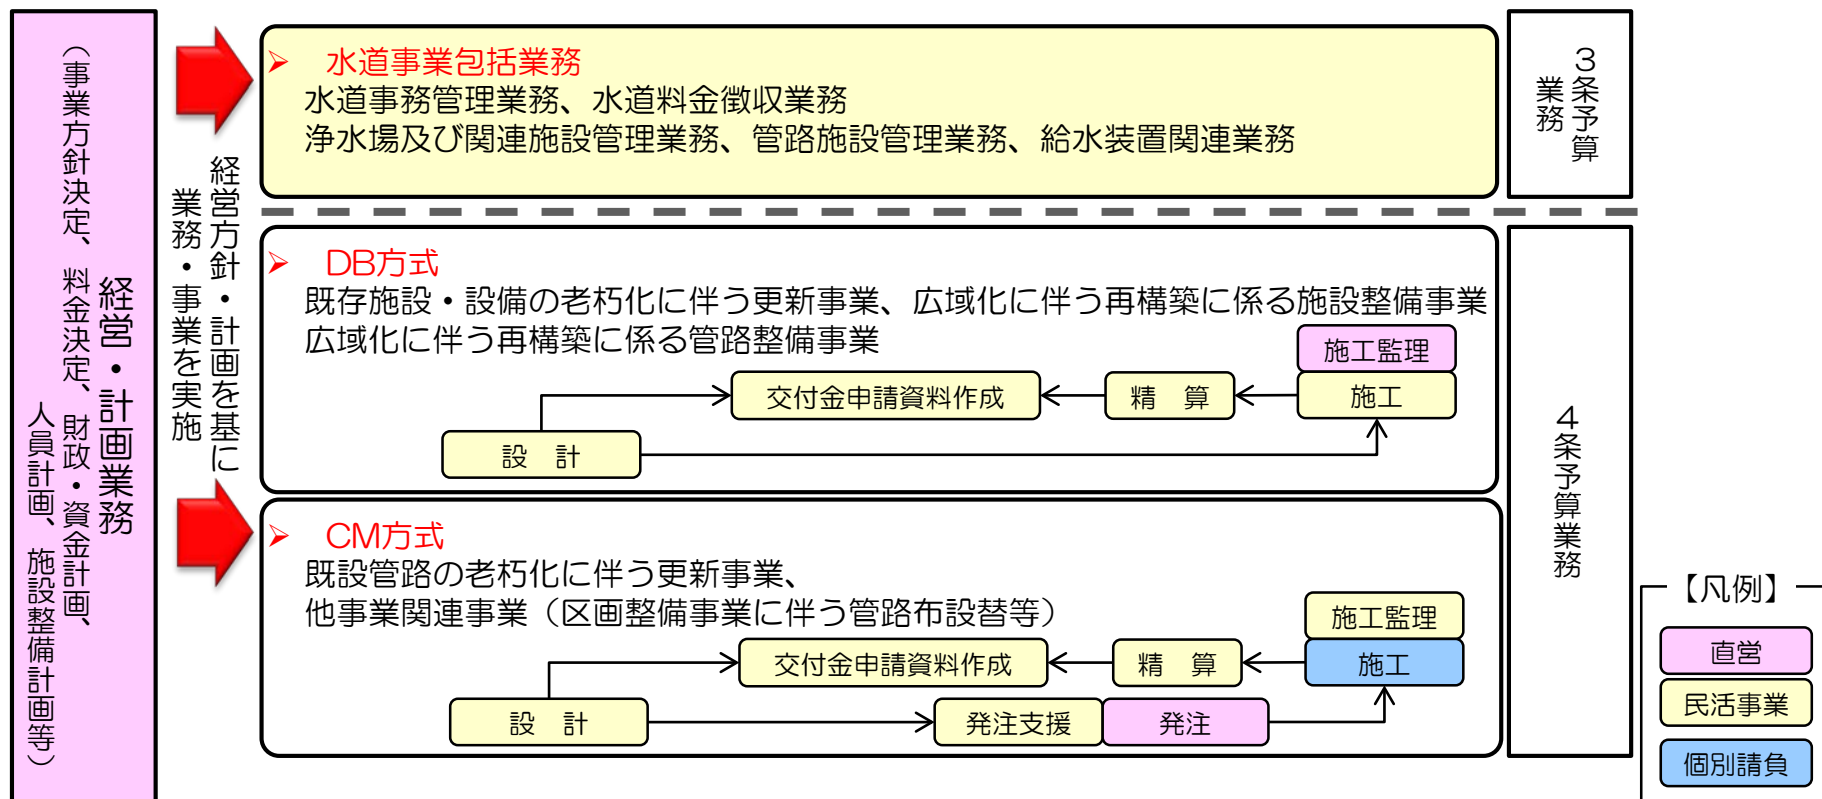 経営・計画業務
（事業方針決定、料金決定、財政・資金計画、
人員計画、施設整備計画等）
経営方針・計画を基に
業務・事業を実施
➢ 水道事業包括業務
水道事務管理業務、水道料金徴収業務
浄水場及び関連施設管理業務、管路施設管理業務、給水装置関連業務
３条予算
業務
➢ DB方式
既存施設・設備の老朽化に伴う更新事業、広域化に伴う再構築に係る施設整備事業
広域化に伴う再構築に係る管路整備事業
施工監理
交付金申請資料作成
精　算
施工
設　計
➢ CM方式
既設管路の老朽化に伴う更新事業、
他事業関連事業（区画整備事業に伴う管路布設替等）
施工監理
交付金申請資料作成
精　算
施工
設　計
発注支援
発注
４条予算業務
【凡例】
直営
民活事業
個別請負